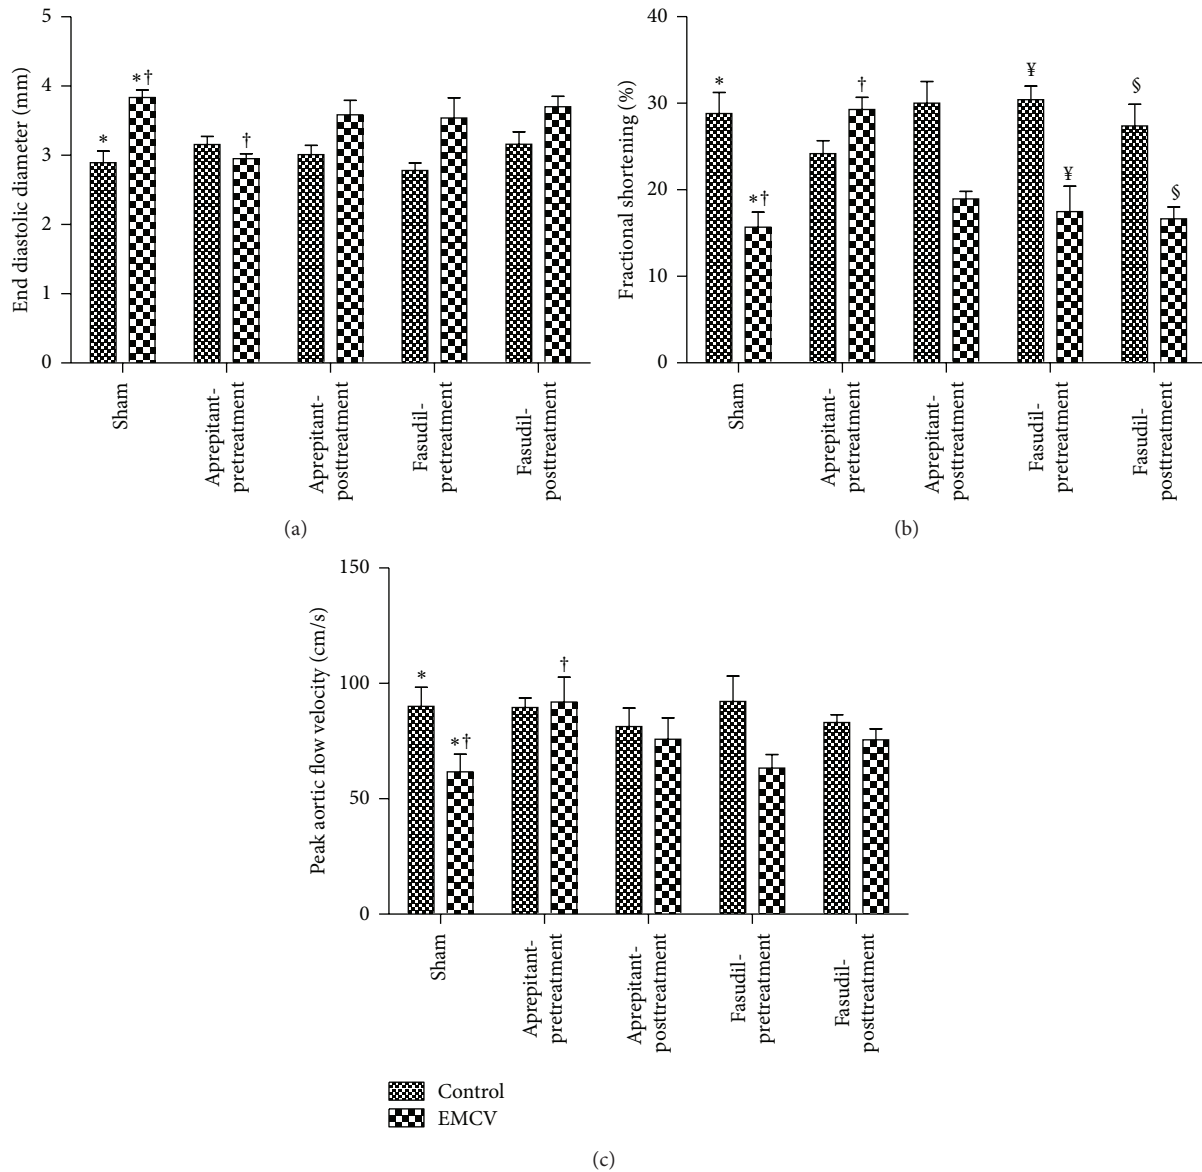 5
4
3
2
1
0
End diastolic diameter (mm)
*
*†
†
Sham
Aprepitant-
pretreatment
Aprepitant-
posttreatment
Fasudil-
pretreatment
Fasudil-
posttreatment
(a)
40
30
20
10
0
Fractional shortening (%)
*
*†
†
¥
¥
§
§
Sham
Aprepitant-
pretreatment
Aprepitant-
posttreatment
Fasudil-
pretreatment
Fasudil-
posttreatment
(b)
150
100
50
0
Peak aortic flow velocity (cm/s)
*
*†
†
Sham
Aprepitant-
pretreatment
Aprepitant-
posttreatment
Fasudil-
pretreatment
Fasudil-
posttreatment
Control
EMCV
(c)